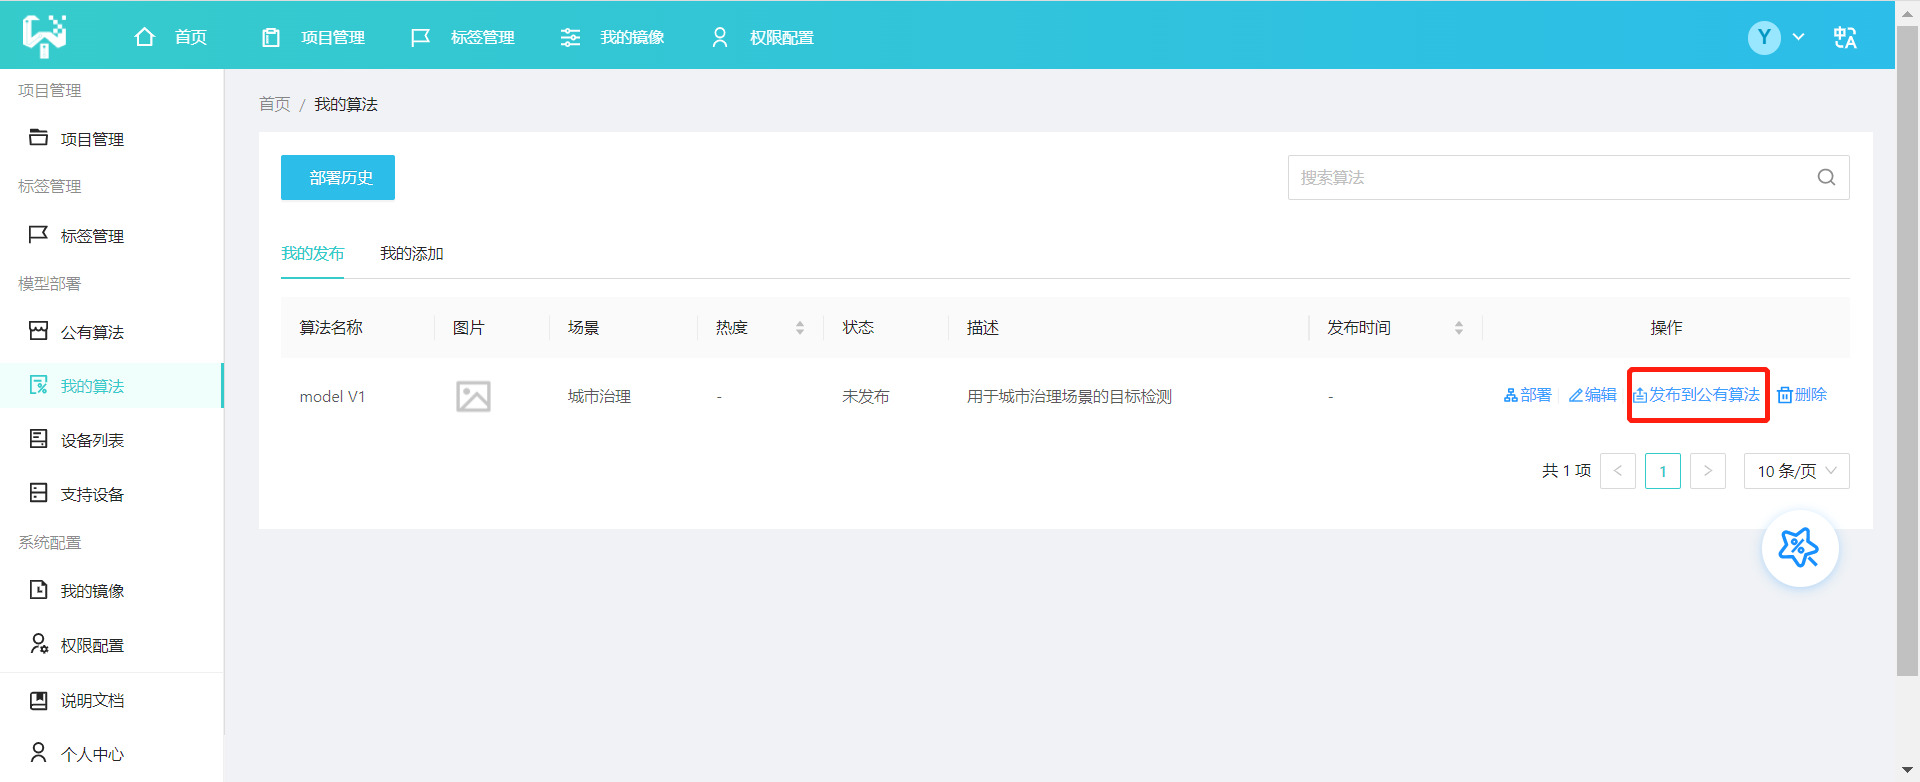 首页 项目管理 标签管理 我的镜像 权限配置 Y
项目管理
项目管理
标签管理
标签管理
模型部署
公有算法
我的算法
设备列表
支持设备
系统配置
我的镜像
权限配置
说明文档
个人中心
首页 / 我的算法
部署历史
搜索算法
我的发布 我的添加
算法名称 图片 场景 热度 状态 描述 发布时间 操作
model V1 城市治理 - 未发布 用于城市治理场景的目标检测 - 部署 编辑 发布到公有算法 删除
共 1 项 < 1 > 10 条/页